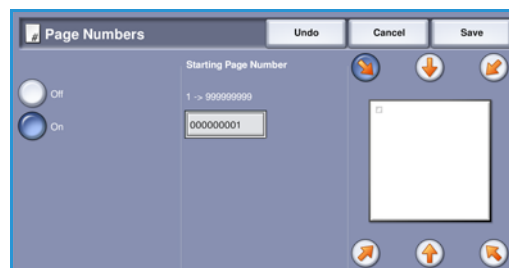 # Page Numbers
Undo
Cancel
Save
Starting Page Number
Off
1 -> 999999999
On
000000001